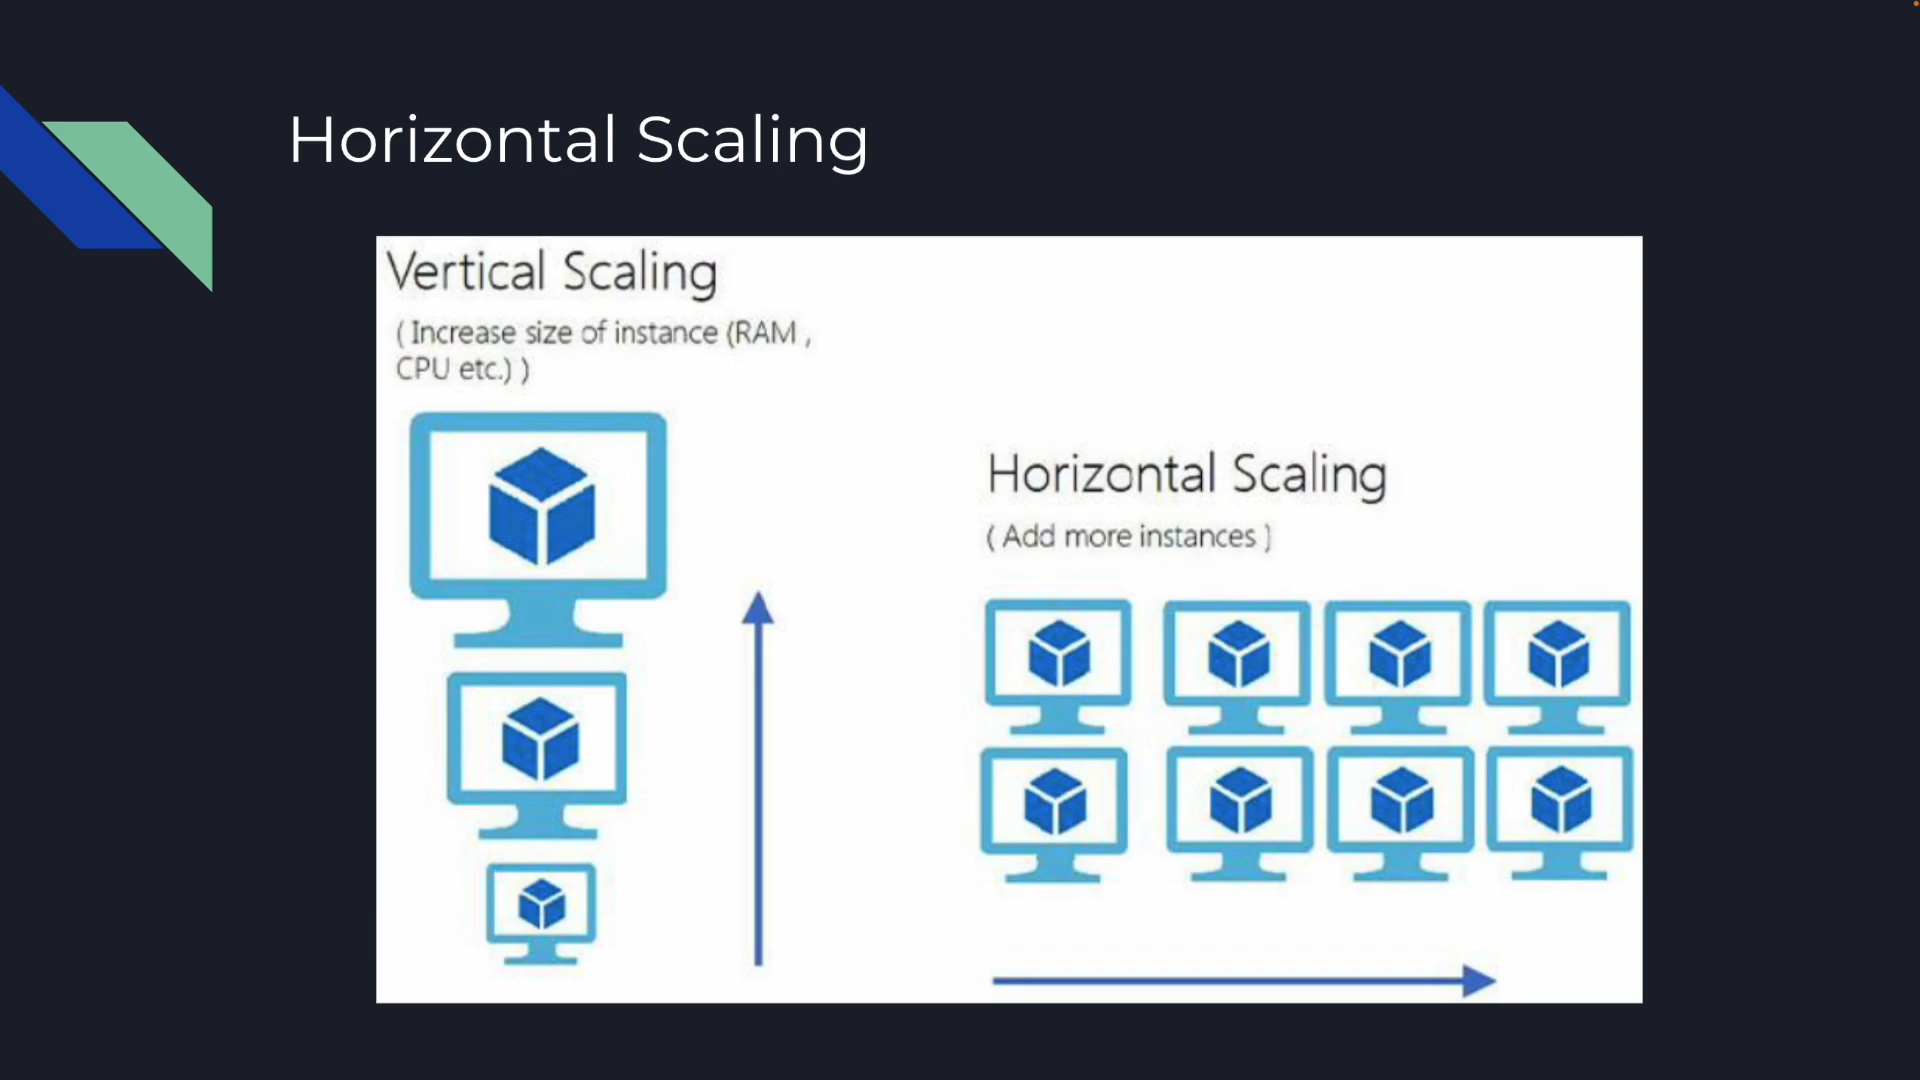 Horizontal Scaling
Vertical Scaling
( Increase size of instance (RAM ,
CPU etc.) )
Horizontal Scaling
( Add more instances )